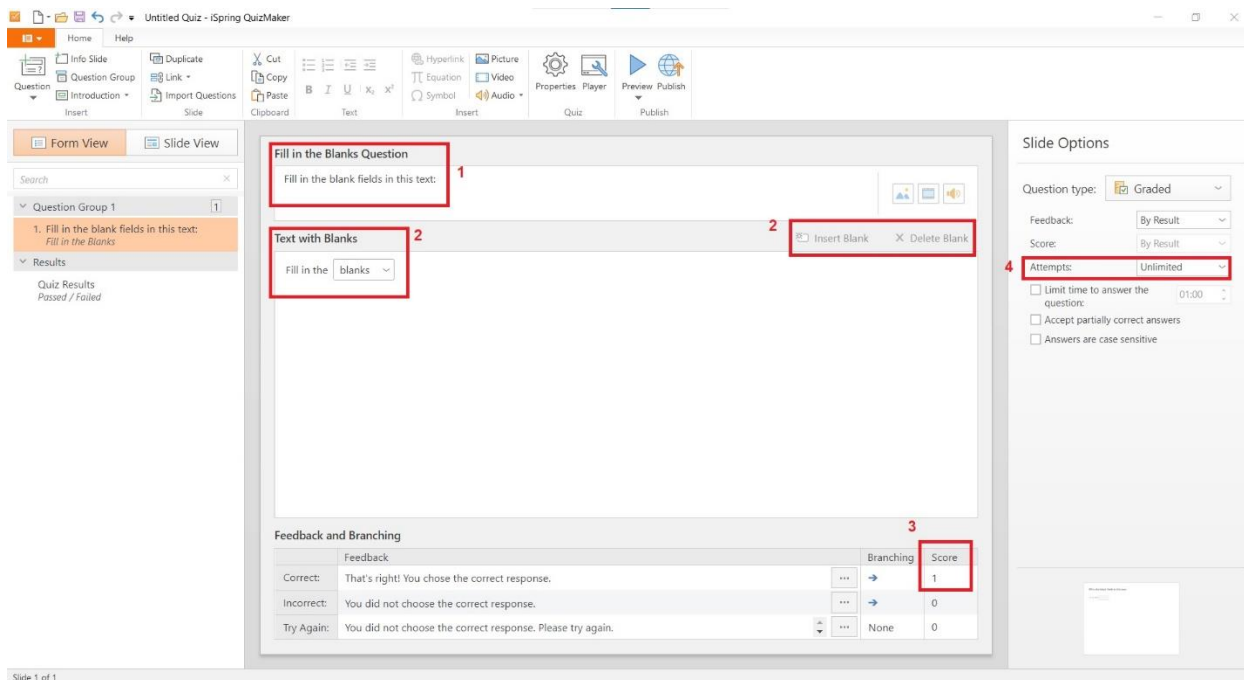 Untitled Quiz - iSpring QuizMaker
Home Help
Question
Info Slide
Question Group
Introduction
Insert
Duplicate
Link
Import Questions
Slide
Cut
Copy
Paste
Clipboard
B I U X₂ X²
Text
Hyperlink
Equation
Symbol
Picture
Video
Audio
Insert
Properties Player
Quiz
Preview Publish
Publish
Form View Slide View
Search
Question Group 1 1
1. Fill in the blank fields in this text:
Fill in the Blanks
Results
Quiz Results
Passed / Failed
Fill in the Blanks Question
Fill in the blank fields in this text:
1
Text with Blanks
2
2
Insert Blank X Delete Blank
Fill in the blanks
Feedback and Branching
3
Feedback Branching Score
Correct: That's right! You chose the correct response. ... 1
Incorrect: You did not choose the correct response. ... 0
Try Again: You did not choose the correct response. Please try again. ... None 0
Slide Options
Question type: Graded
Feedback: By Result
Score: By Result
4
Attempts: Unlimited
Limit time to answer the
question: 01:00
Accept partially correct answers
Answers are case sensitive
Slide 1 of 1